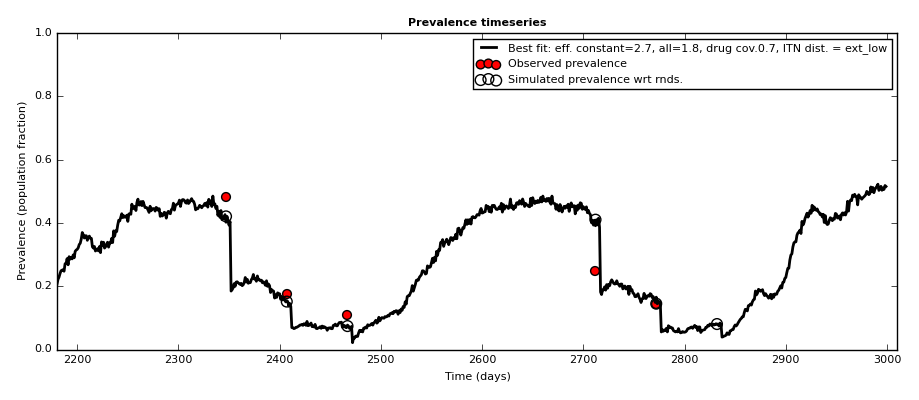 Prevalence timeseries
Best fit: eff. constant=2.7, all=1.8, drug cov.0.7, ITN dist. = ext_low
Observed prevalence
Simulated prevalence wrt rnds.
Prevalence (population fraction)
1.0
0.8
0.6
0.4
0.2
0.0
2200 2300 2400 2500 2600 2700 2800 2900 3000
Time (days)